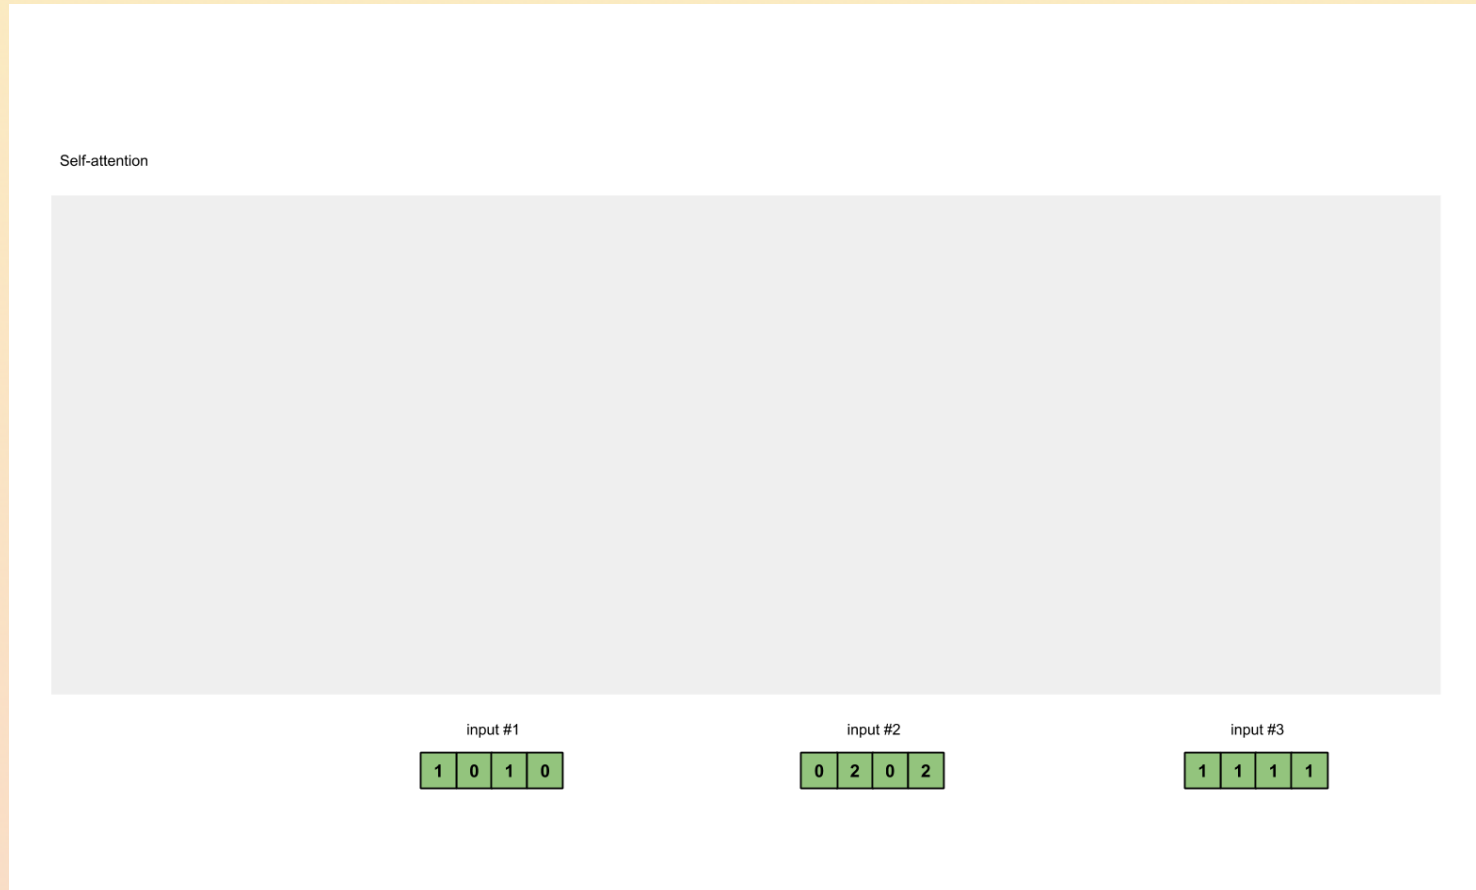 Self-attention
input #1 input #2 input #3
1 0 1 0 0 2 0 2 1 1 1 1